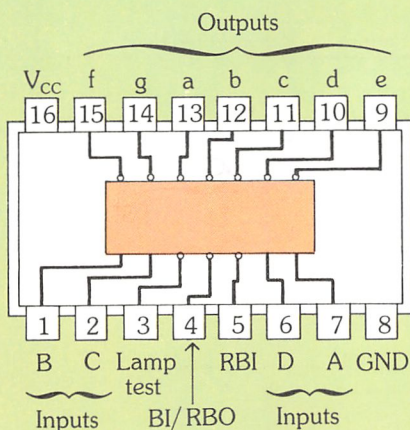 Outputs
V_CC f g a b c d e
16 15 14 13 12 11 10 9
1 2 3 4 5 6 7 8
B C Lamp test RBI D A GND
Inputs BI/RBO Inputs